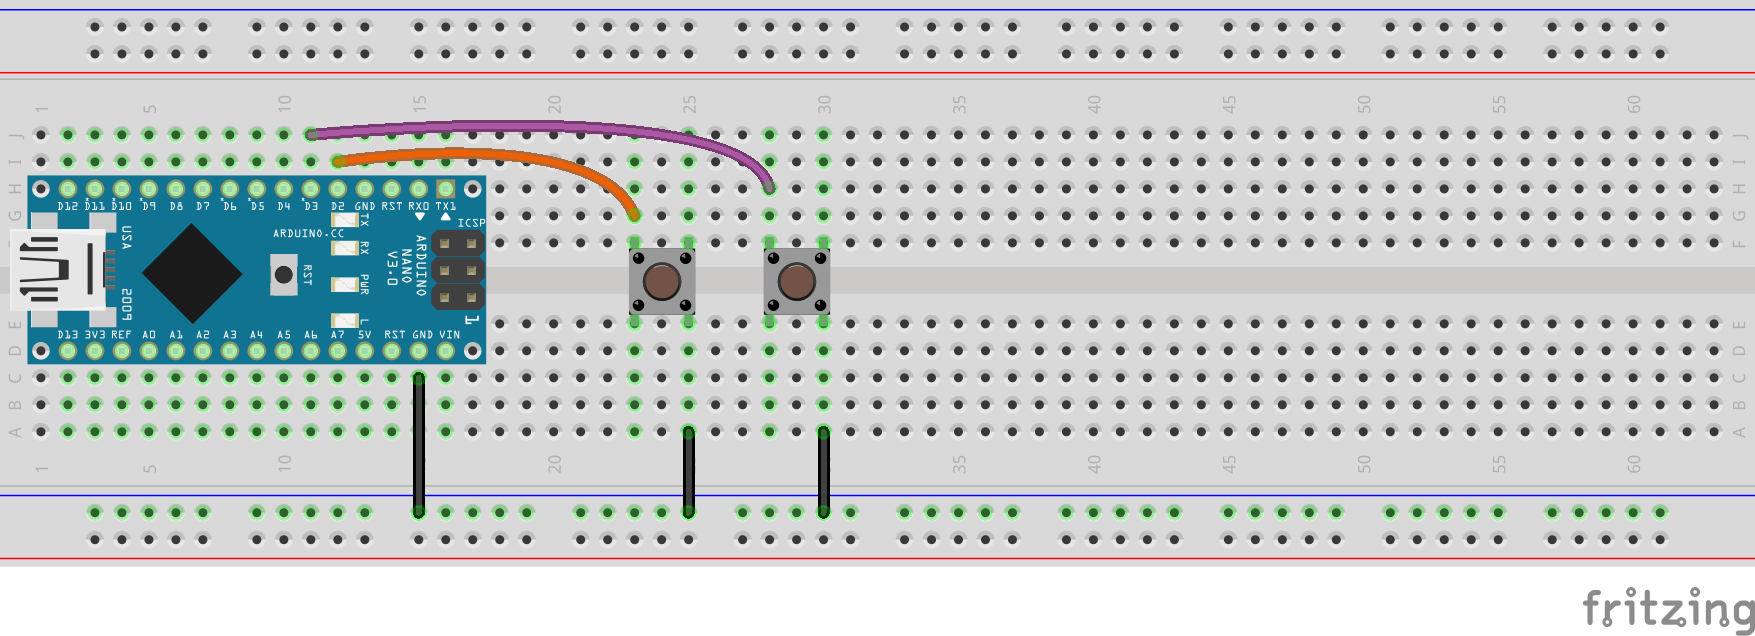 1 5 10 15 20 25 30 35 40 45 50 55 60
J J
I I
H H
D12 D11 D10 D9 D8 D7 D6 D5 D4 D3 D2 GND RST RX0 TX1
G G
TX
ICSP
USA
ARDUINO.CC
F
RX
ARDUINO
NANO
V3.0
RST
PWR
2009
L
1
E
D13 3V3 REF A0 A1 A2 A3 A4 A5 A6 A7 5V RST GND VIN
D D
C C
B B
A A
1 5 10 20 35 40 45 50 55 60
fritzing